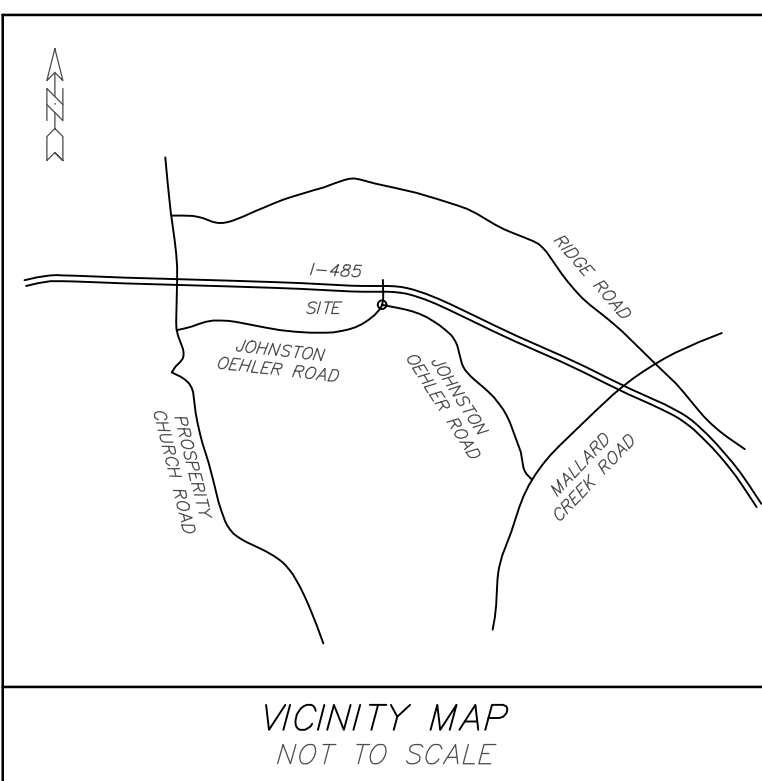 N
RIDGE ROAD
I-485
SITE
JOHNSTON
OEHLER ROAD
JOHNSTON
OEHLER ROAD
PROSPERITY
CHURCH ROAD
MALLARD
CREEK ROAD
VICINITY MAP
NOT TO SCALE